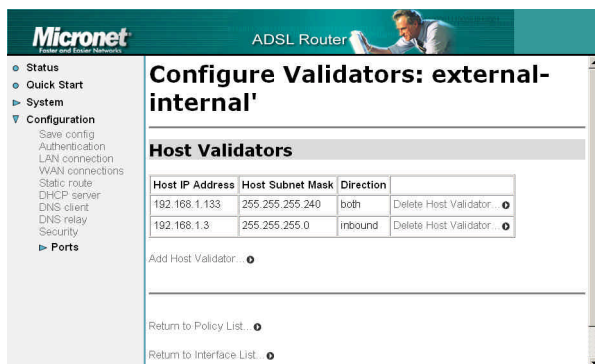 Micronet
Faster and Easier Networks
ADSL Router
Status
Quick Start
System
Configuration
Save config
Authentication
LAN connection
WAN connections
Static route
DHCP server
DNS client
DNS relay
Security
Ports
Configure Validators: external-
internal'
Host Validators
Host IP Address Host Subnet Mask Direction
192.168.1.133 255.255.255.240 both Delete Host Validator...
192.168.1.3 255.255.255.0 inbound Delete Host Validator...
Add Host Validator...
Return to Policy List...
Return to Interface List...